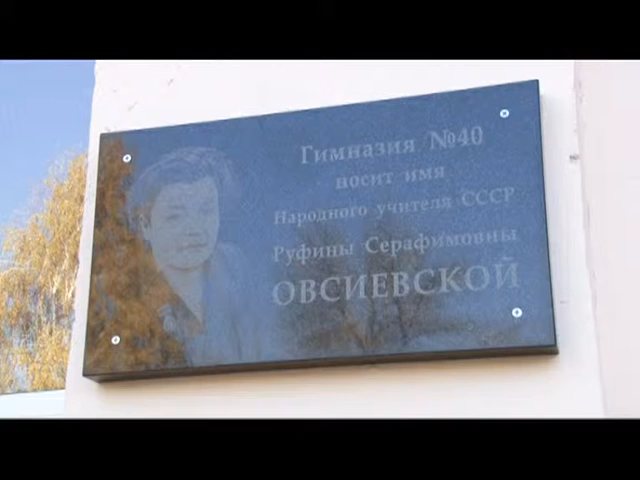 Гимназия №40
носит имя
Народного учителя СССР
Руфины Серафимовны
ОВСИЕВСКОЙ